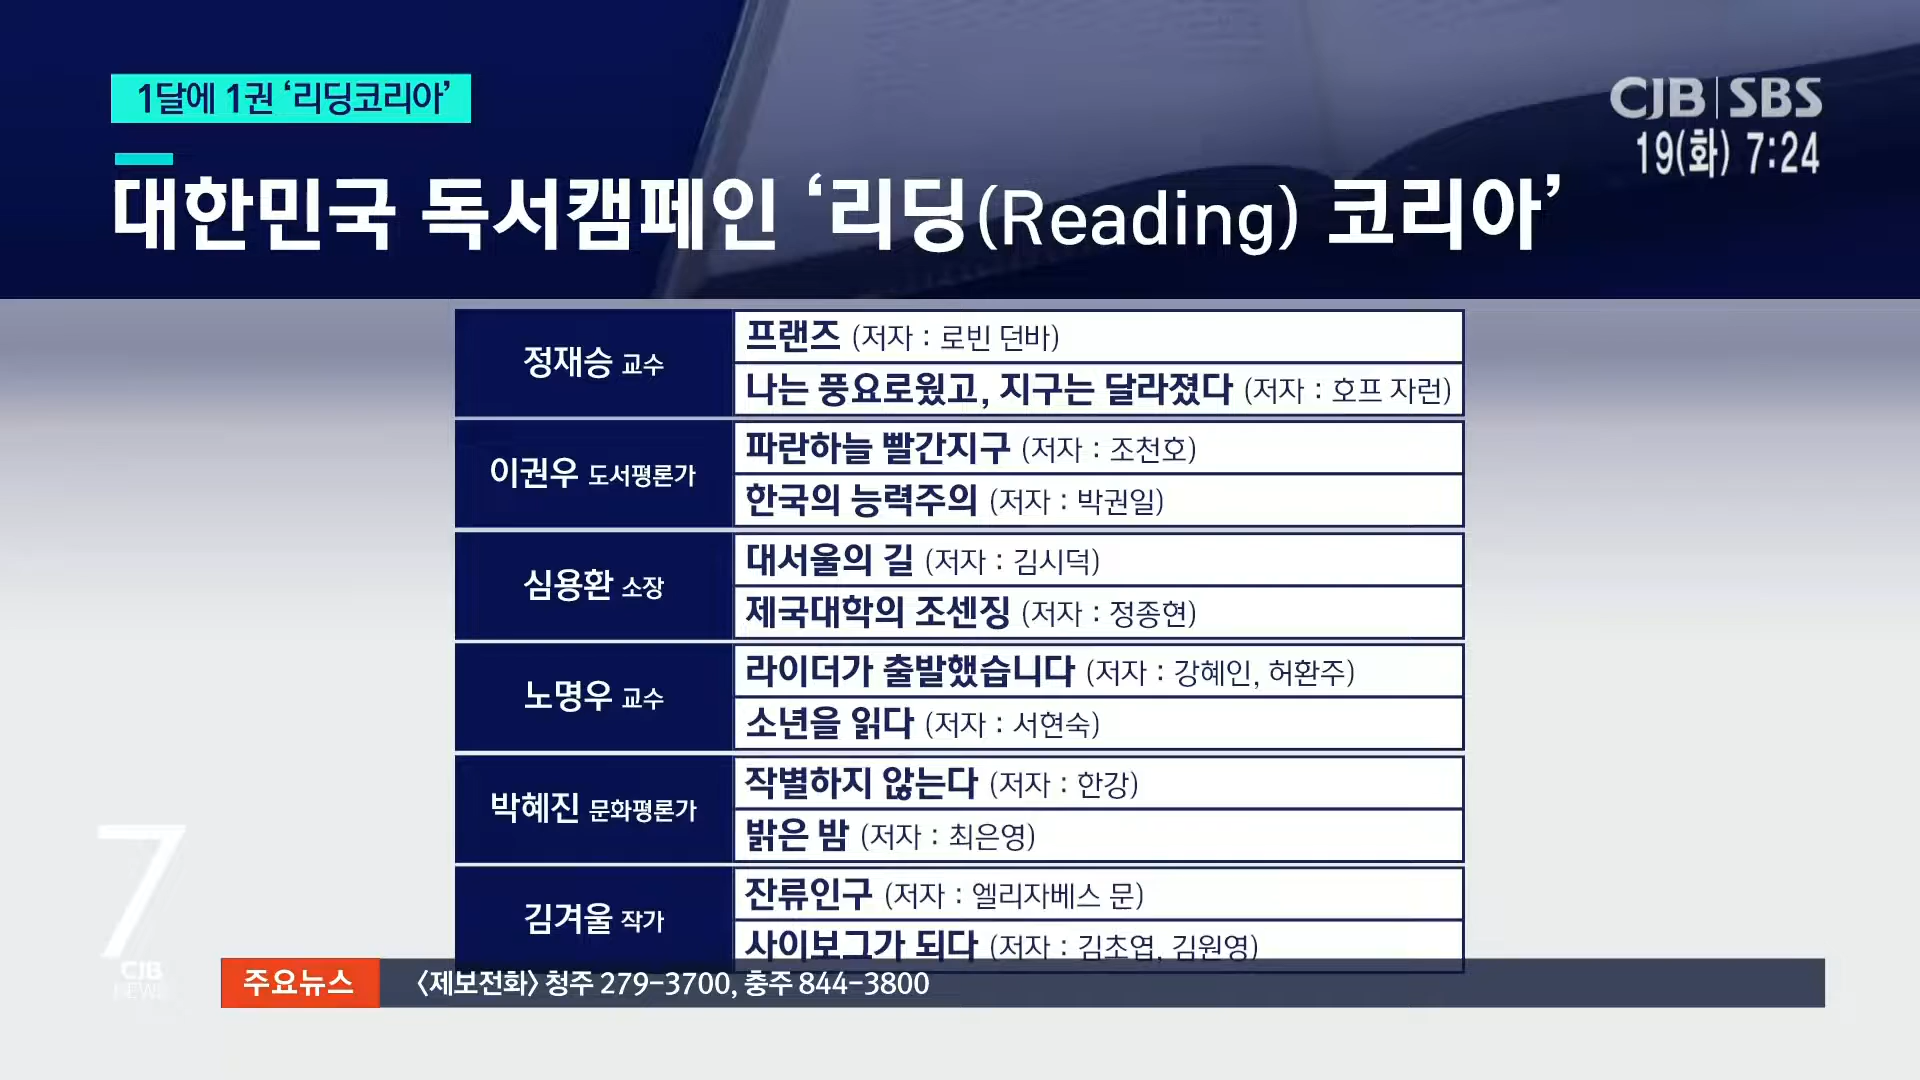 1달에 1권 ‘리딩코리아’
CJB SBS
19(화) 7:24
대한민국 독서캠페인 ‘리딩(Reading) 코리아’
정재승 교수
프랜즈 (저자 : 로빈 던바)
나는 풍요로웠고, 지구는 달라졌다 (저자 : 호프 자런)
이권우 도서평론가
파란하늘 빨간지구 (저자 : 조천호)
한국의 능력주의 (저자 : 박권일)
심용환 소장
대서울의 길 (저자 : 김시덕)
제국대학의 조센징 (저자 : 정종현)
노명우 교수
라이더가 출발했습니다 (저자 : 강혜인, 허환주)
소년을 읽다 (저자 : 서현숙)
박혜진 문화평론가
작별하지 않는다 (저자 : 한강)
밝은 밤 (저자 : 최은영)
김겨울 작가
잔류인구 (저자 : 엘리자베스 문)
사이보그가 되다 (저자 : 김초엽, 김원영)
7
CJB
NEWS
주요뉴스
〈제보전화〉 청주 279-3700, 충주 844-3800